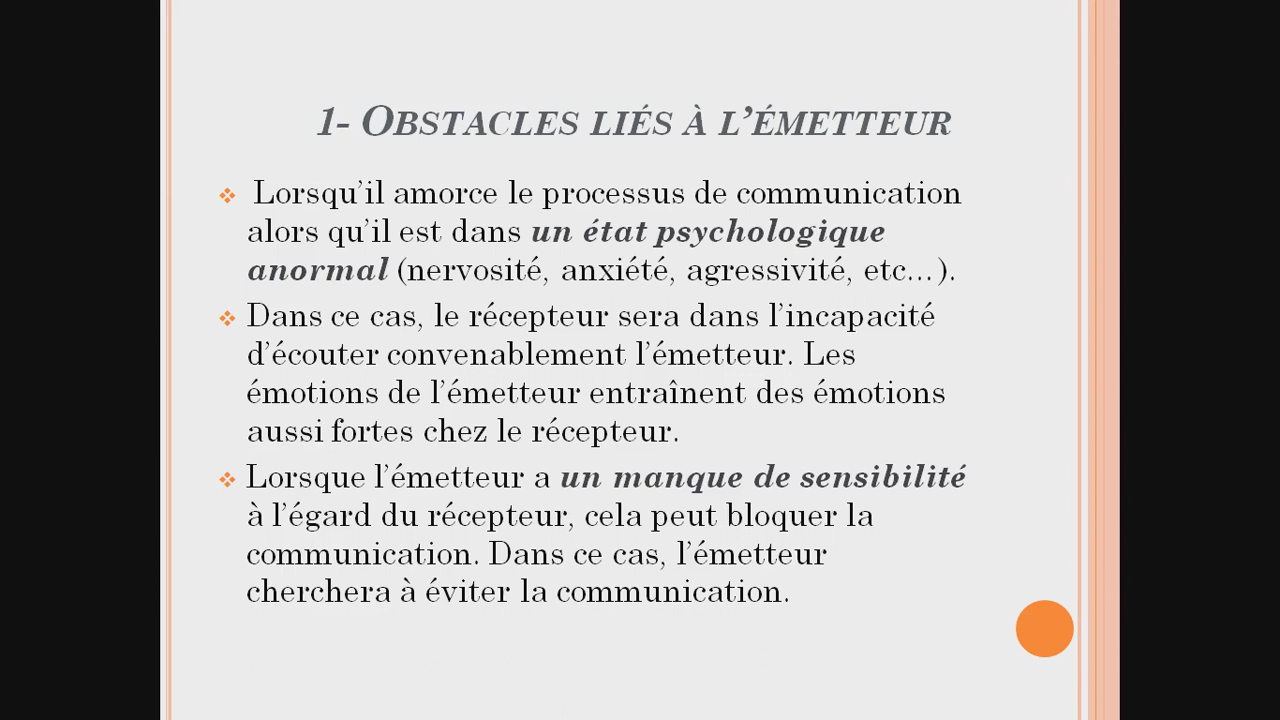 1- OBSTACLES LIÉS À L’ÉMETTEUR
Lorsqu’il amorce le processus de communication
alors qu’il est dans un état psychologique
anormal (nervosité, anxiété, agressivité, etc…).
Dans ce cas, le récepteur sera dans l’incapacité
d’écouter convenablement l’émetteur. Les
émotions de l’émetteur entraînent des émotions
aussi fortes chez le récepteur.
Lorsque l’émetteur a un manque de sensibilité
à l’égard du récepteur, cela peut bloquer la
communication. Dans ce cas, l’émetteur
cherchera à éviter la communication.